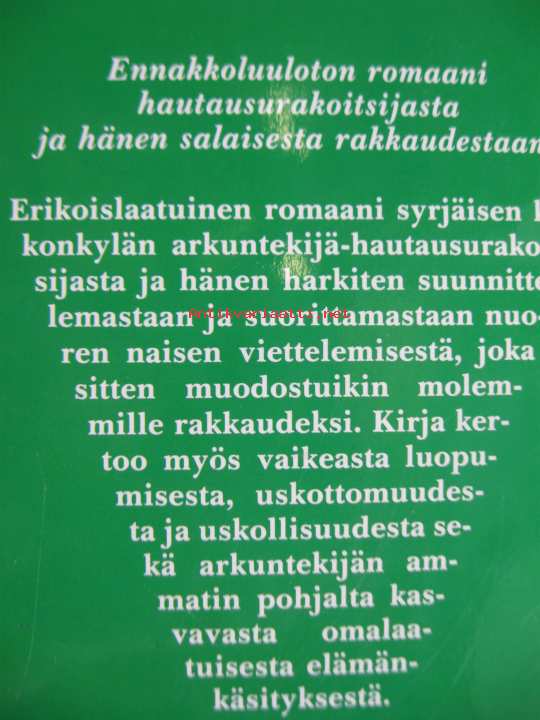 Ennakkoluuloton romaani
hautausurakoitsijasta
ja hänen salaisesta rakkaudestaan
Erikoislaatuinen romaani syrjäisen
konkylän arkuntekijä-hautausurako
sijasta ja hänen harkiten suunnitte
lemastaan ja suorittamastaan nuo-
ren naisen viettelemisestä, joka
sitten muodostuikin molem-
mille rakkaudeksi. Kirja ker-
too myös vaikeasta luopu-
misesta, uskottomuudes-
ta ja uskollisuudesta se-
kä arkuntekijän am-
matin pohjalta kas-
vavasta omalaa-
tuisesta elämän-
käsityksestä.
Antikvariaatti.net